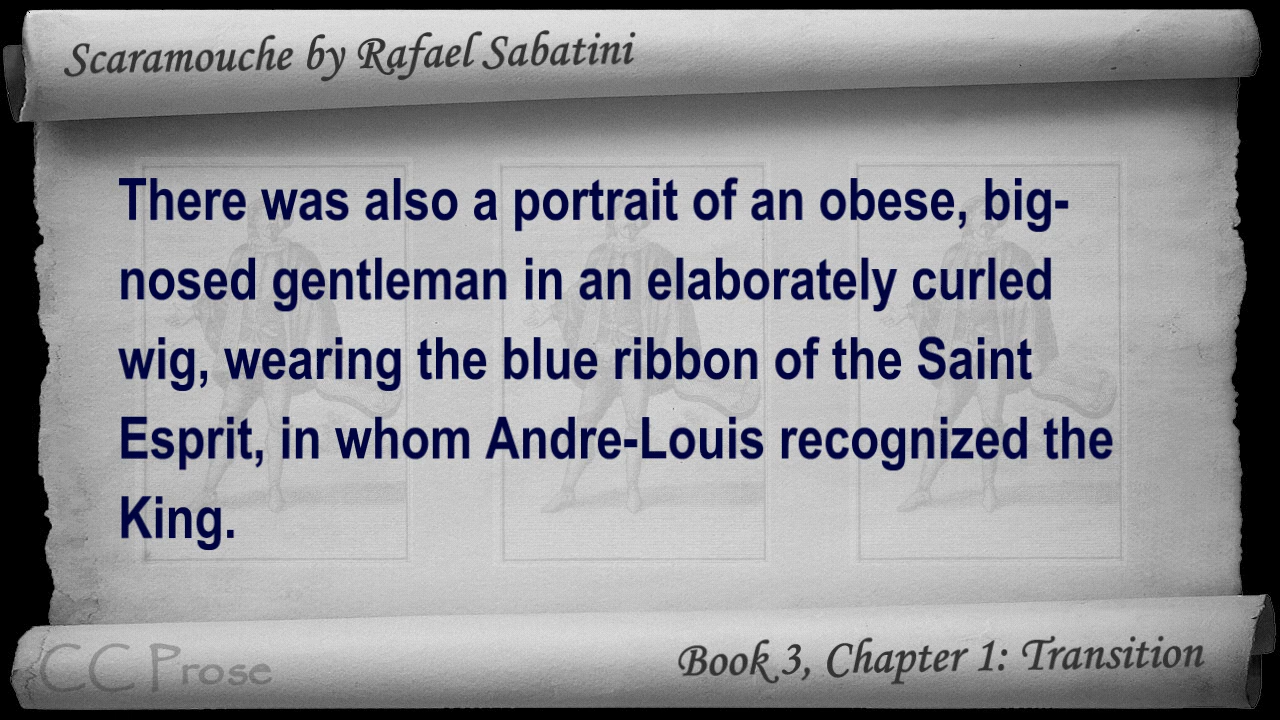 Scaramouche by Rafael Sabatini
There was also a portrait of an obese, big-
nosed gentleman in an elaborately curled
wig, wearing the blue ribbon of the Saint
Esprit, in whom Andre-Louis recognized the
King.
CC Prose
Book 3, Chapter 1: Transition